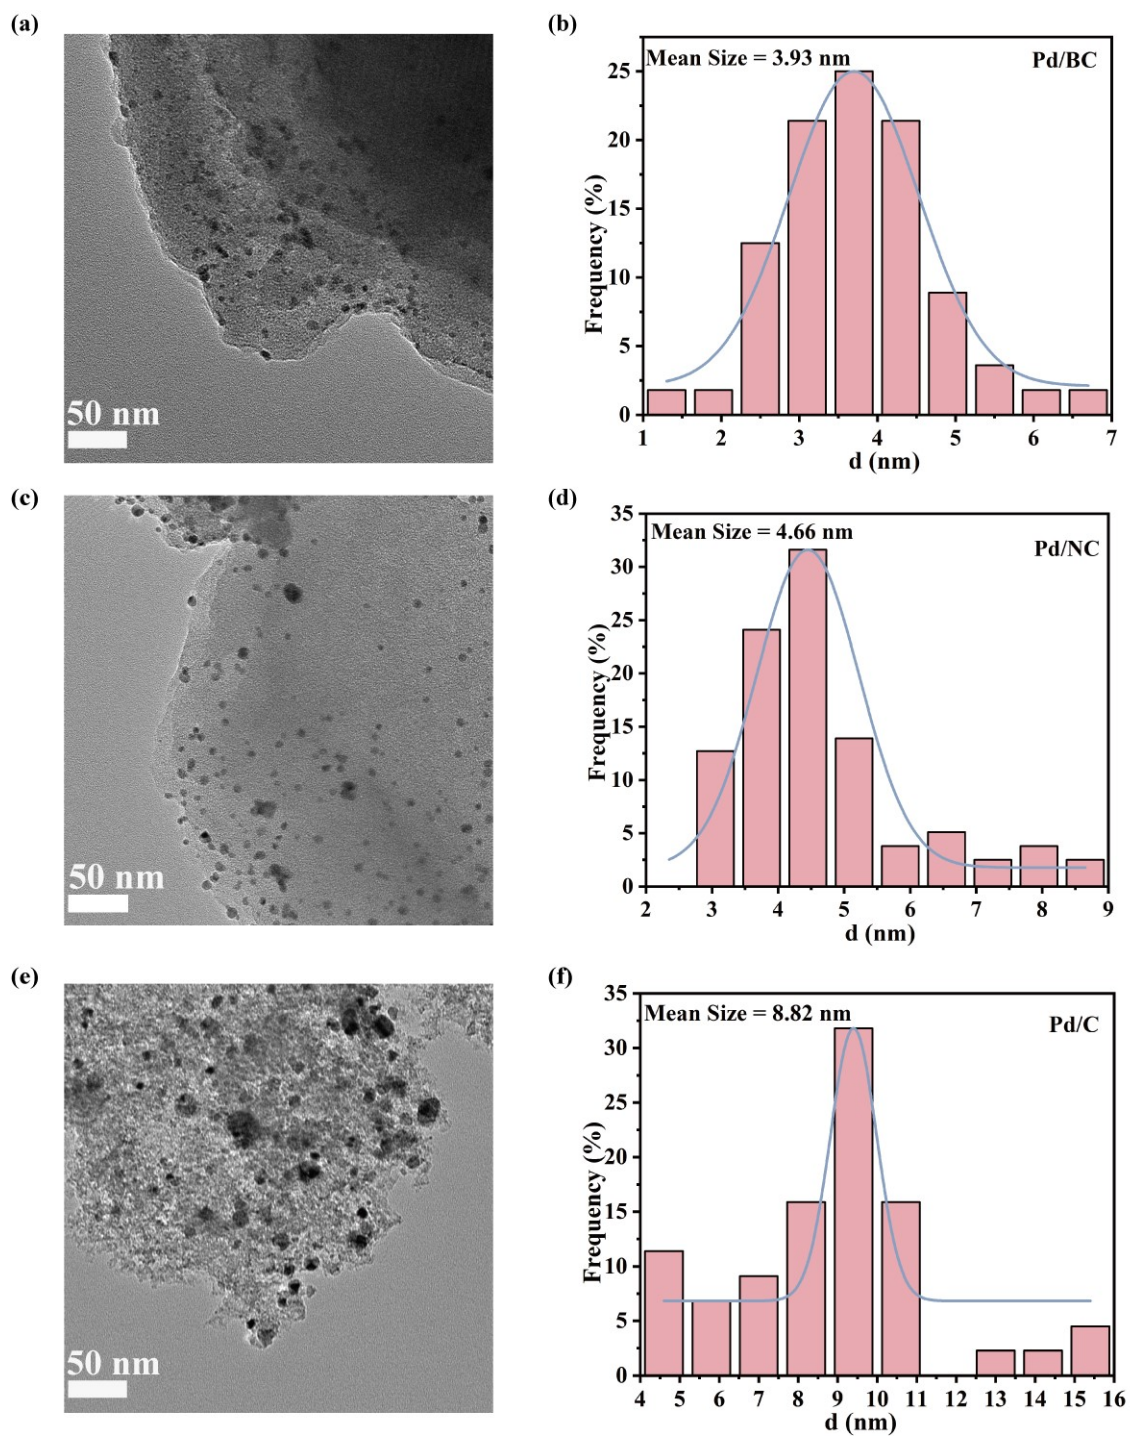 (a)
50 nm
(b)
Mean Size = 3.93 nm
Pd/BC
Frequency (%)
25
20
15
10
5
0
1 2 3 4 5 6 7
d (nm)
(c)
50 nm
(d)
Mean Size = 4.66 nm
Pd/NC
Frequency (%)
35
30
25
20
15
10
5
0
2 3 4 5 6 7 8 9
d (nm)
(e)
50 nm
(f)
Mean Size = 8.82 nm
Pd/C
Frequency (%)
35
30
25
20
15
10
5
0
4 5 6 7 8 9 10 11 12 13 14 15 16
d (nm)